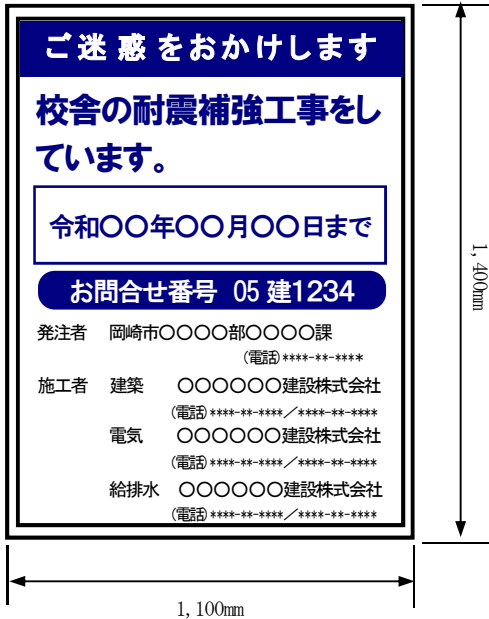 ご迷惑をおかけします
校舎の耐震補強工事をし
ています。
令和〇〇年〇〇月〇〇日まで
お問合せ番号 05 建1234
発注者 岡崎市〇〇〇〇部〇〇〇〇課
(電話)****-**-****
施工者 建築 〇〇〇〇〇〇建設株式会社
(電話)****-**-****／****-**-****
電気 〇〇〇〇〇〇建設株式会社
(電話)****-**-****／****-**-****
給排水 〇〇〇〇〇〇建設株式会社
(電話)****-**-****／****-**-****
1,400mm
1,100mm